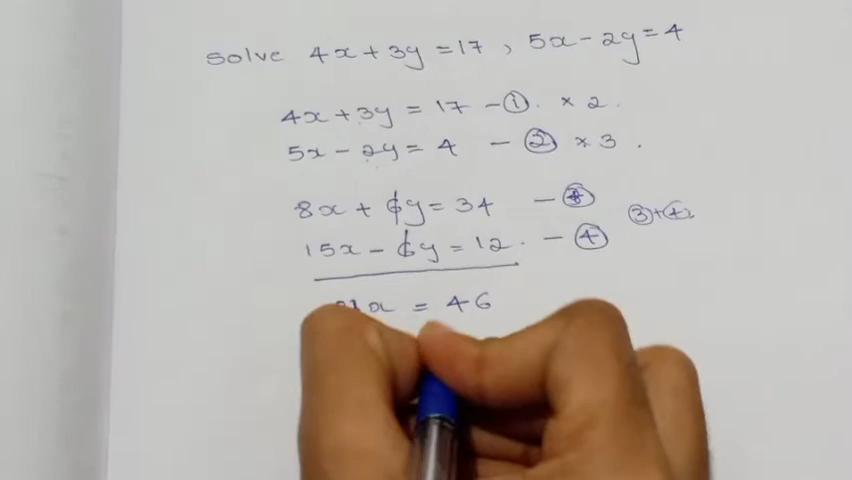 solve 4x + 3y = 17 , 5x - 2y = 4
4x + 3y = 17 - ① . × 2 .
5x - 2y = 4 - ② × 3 .
8x + 6y = 34 -
③ + ④
15x - 6y = 12 . - ④
x = 46